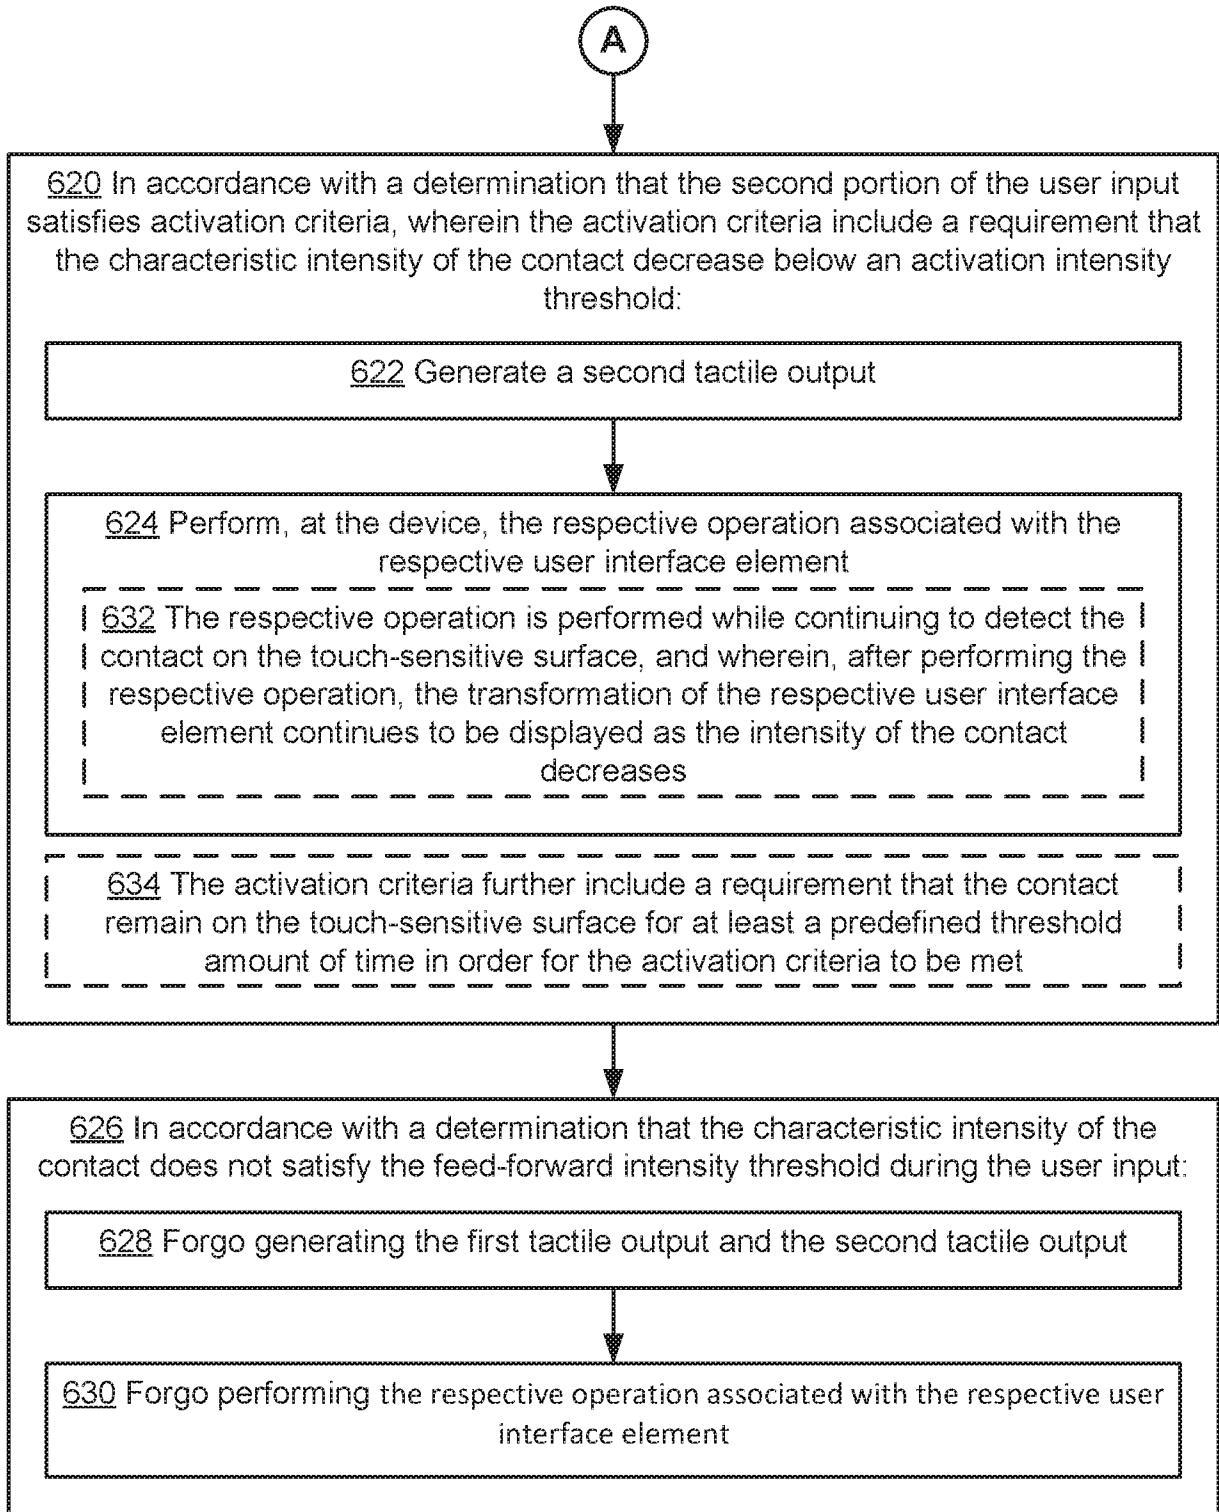 A
620 In accordance with a determination that the second portion of the user input
satisfies activation criteria, wherein the activation criteria include a requirement that
the characteristic intensity of the contact decrease below an activation intensity
threshold:
622 Generate a second tactile output
624 Perform, at the device, the respective operation associated with the
respective user interface element
632 The respective operation is performed while continuing to detect the
contact on the touch-sensitive surface, and wherein, after performing the
respective operation, the transformation of the respective user interface
element continues to be displayed as the intensity of the contact
decreases
634 The activation criteria further include a requirement that the contact
remain on the touch-sensitive surface for at least a predefined threshold
amount of time in order for the activation criteria to be met
626 In accordance with a determination that the characteristic intensity of the
contact does not satisfy the feed-forward intensity threshold during the user input:
628 Forgo generating the first tactile output and the second tactile output
630 Forgo performing the respective operation associated with the respective user
interface element